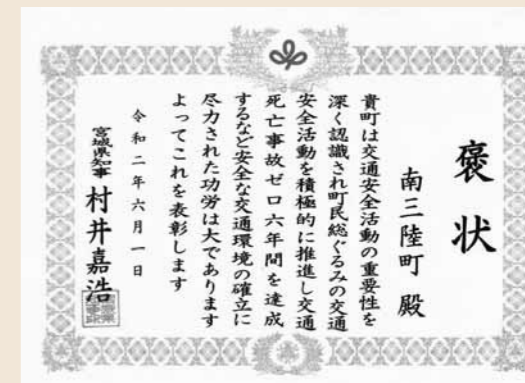 褒状
南三陸町 殿
貴町は交通安全活動の重要性を
深く認識され町民総ぐるみの交通
安全活動を積極的に推進し交通
死亡事故ゼロ六年間を達成
するなど安全な交通環境の確立に
尽力された功労は大であります
よってこれを表彰します
令和二年六月一日
宮城県知事 村井嘉浩